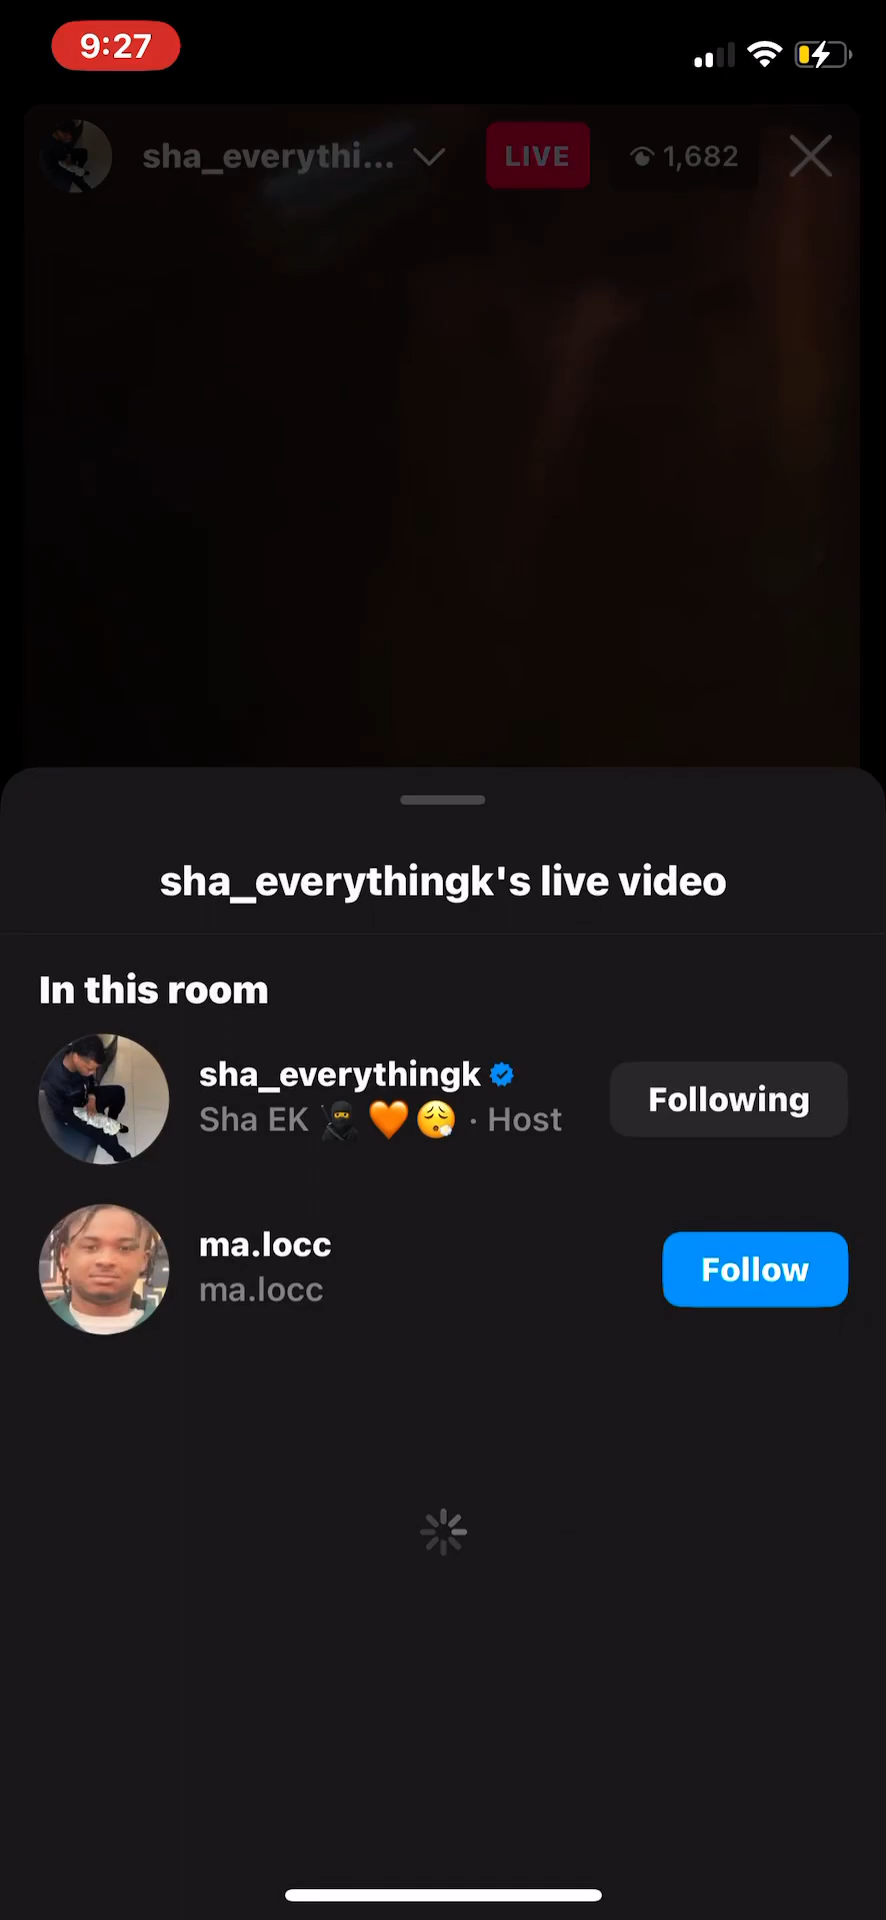 9:27
sha_everythi...
LIVE
1,682
sha_everythingk's live video
In this room
sha_everythingk
Following
Sha EK 🥷🏿🧡😮‍💨 · Host
ma.locc
Follow
ma.locc